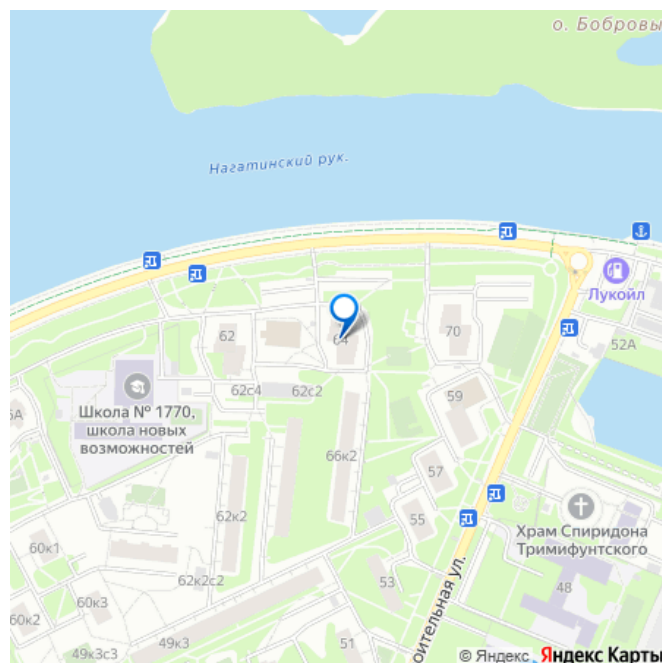 о. Бобровы
Нагатинский рук.
Лукойл
62
64
70
52А
5А
62с4
62с2
59
Школа № 1770,
школа новых
возможностей
66к2
57
62к2
55
Храм Спиридона
Тримифунтского
60к1
62к2с2
53
48
60к3
60к2
49к3
51
49к3с3
оительная ул.
© Яндекс Яндекс Карты